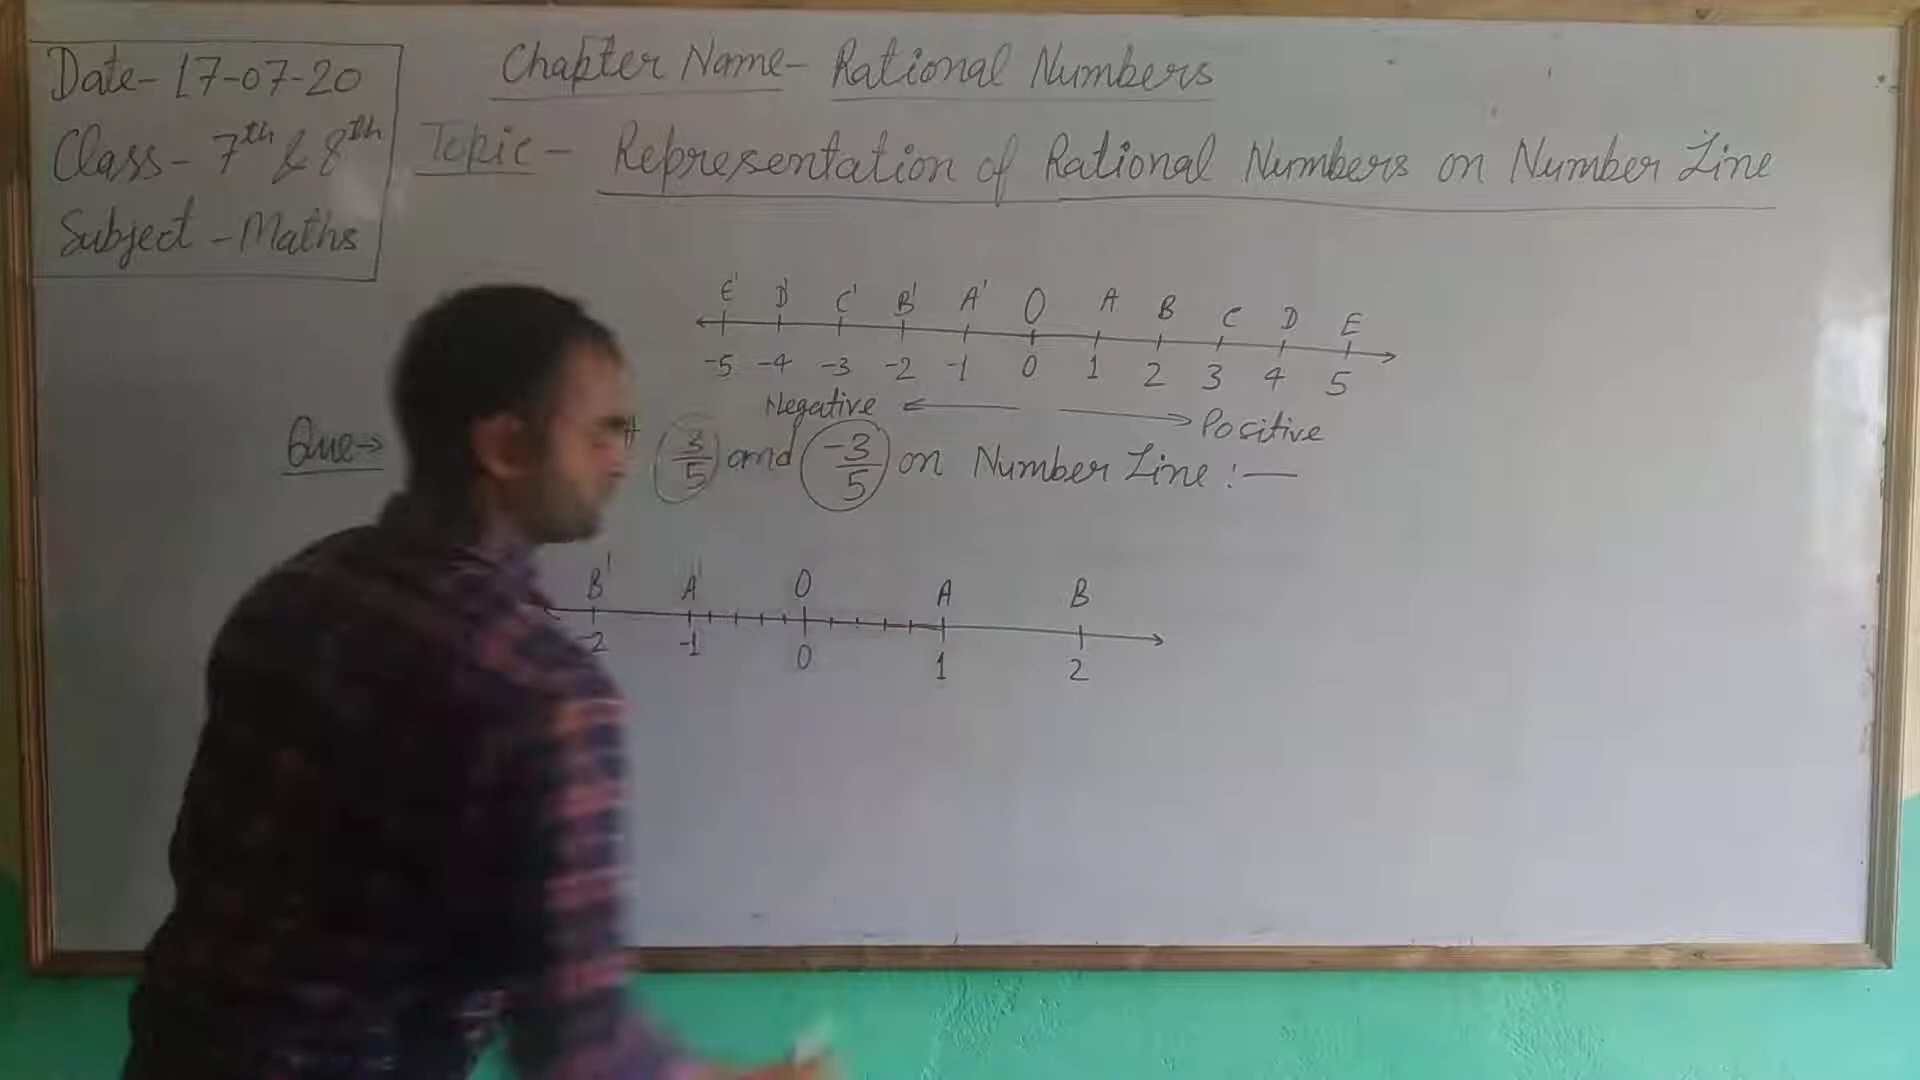 Date- 17-07-20
Class- 7th & 8th
Subject - Maths
Chapter Name- Rational Numbers
Topic - Representation of Rational Numbers on Number Line
E' D' C' B' A' O A B C D E
-5 -4 -3 -2 -1 0 1 2 3 4 5
Negative Positive
Que→ 3/5 and -3/5 on Number Line :—
B' A' O A B
-2 -1 0 1 2